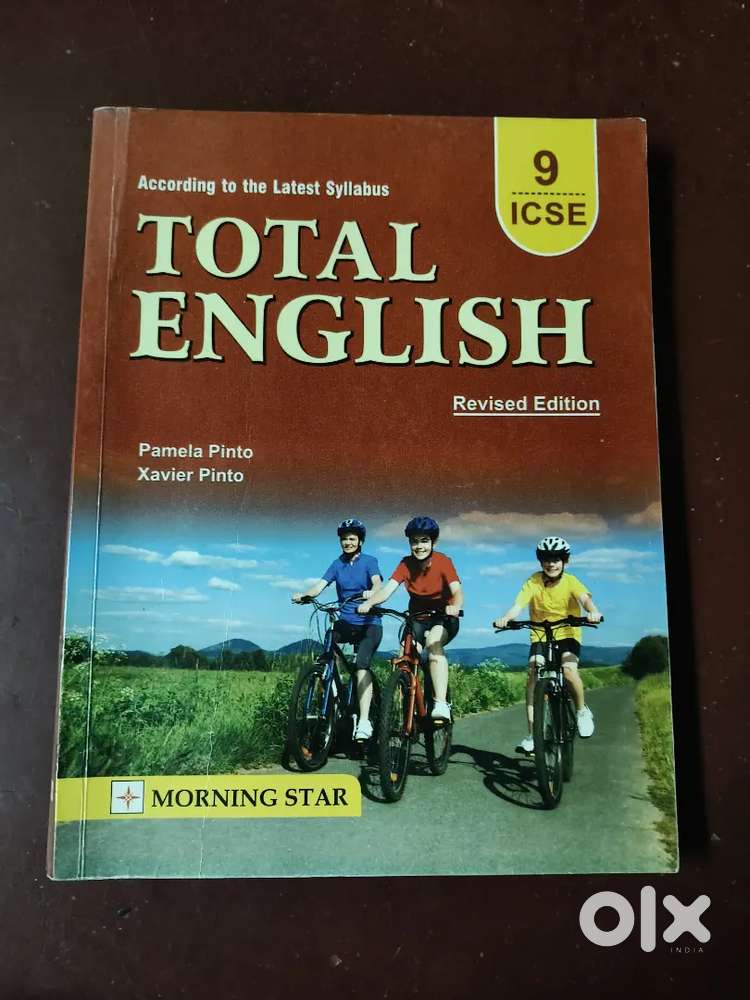 According to the Latest Syllabus
9
ICSE
TOTAL
ENGLISH
Revised Edition
Pamela Pinto
Xavier Pinto
MORNING STAR
olx
INDIA